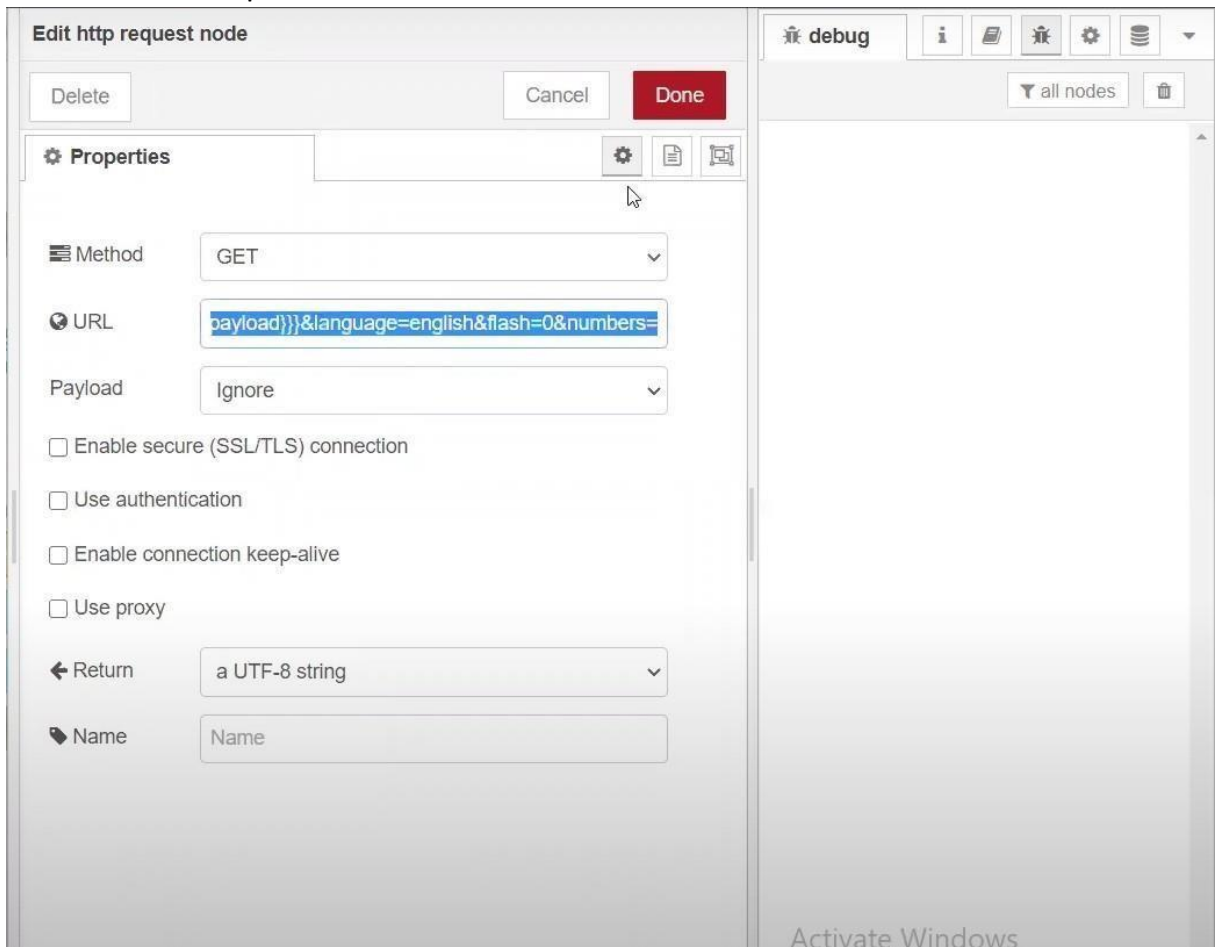 Edit http request node
Delete
Cancel
Done
Properties
Method
GET
URL
payload}}}&language=english&flash=0&numbers=
Payload
Ignore
Enable secure (SSL/TLS) connection
Use authentication
Enable connection keep-alive
Use proxy
Return
a UTF-8 string
Name
Name
debug
i
all nodes
Activate Windows